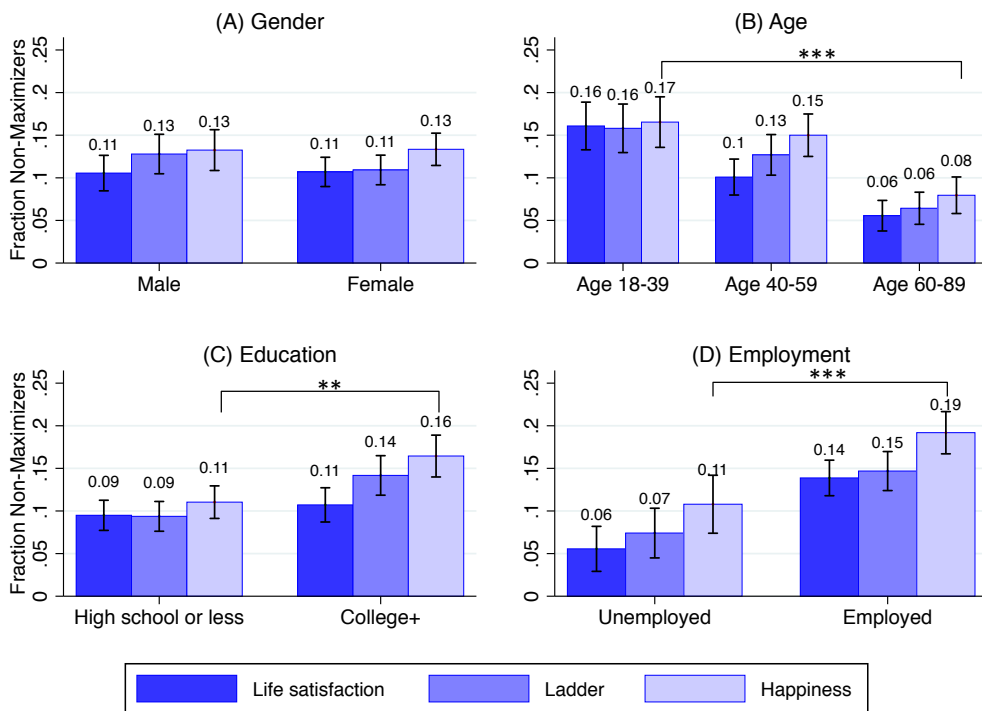 (A) Gender
Fraction Non-Maximizers
0 .05 .1 .15 .2 .25
0.11 0.13 0.13
0.11 0.11 0.13
Male Female
(B) Age
0 .05 .1 .15 .2 .25
***
0.16 0.16 0.17
0.1 0.13 0.15
0.06 0.06 0.08
Age 18-39 Age 40-59 Age 60-89
(C) Education
Fraction Non-Maximizers
0 .05 .1 .15 .2 .25
**
0.09 0.09 0.11
0.11 0.14 0.16
High school or less College+
(D) Employment
0 .05 .1 .15 .2 .25
***
0.06 0.07 0.11
0.14 0.15 0.19
Unemployed Employed
Life satisfaction Ladder Happiness